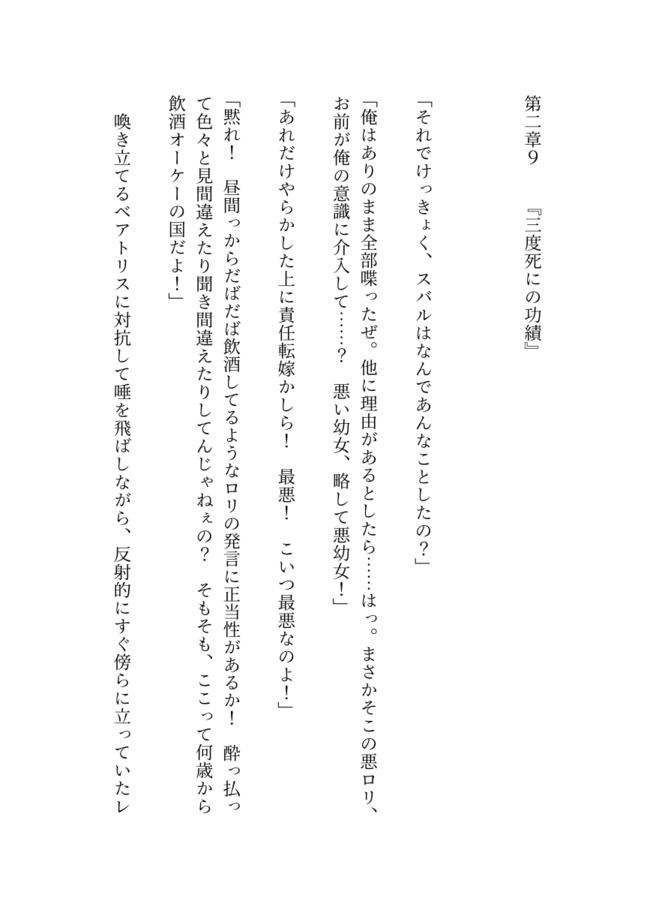 第二章９　　『三度死にの功績』
「それでけっきょく、スバルはなんであんなことしたの？」
「俺はありのまま全部喋ったぜ。他に理由があるとしたら……はっ。まさかそこの悪ロリ、
お前が俺の意識に介入して……？　悪い幼女、略して悪幼女！」
「あれだけやらかした上に責任転嫁かしら！　最悪！　こいつ最悪なのよ！」
「黙れ！　昼間っからだばだば飲酒してるようなロリの発言に正当性があるか！　酔っ払っ
て色々と見間違えたり聞き間違えたりしてんじゃねぇの？　そもそも、ここって何歳から
飲酒オーケーの国だよ！」
喚き立てるベアトリスに対抗して唾を飛ばしながら、反射的にすぐ傍らに立っていたレ